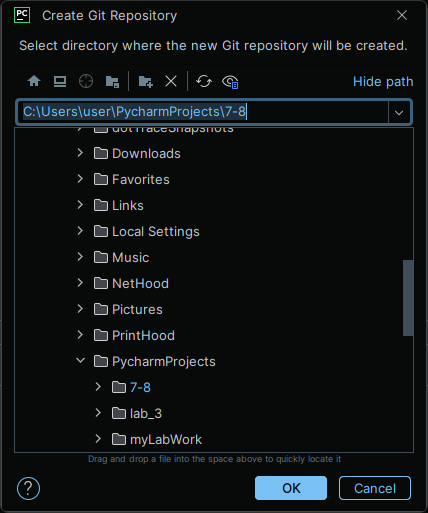 PC Create Git Repository
Select directory where the new Git repository will be created.
Hide path
C:\Users\user\PycharmProjects\7-8
dotTraceSnapshots
Downloads
Favorites
Links
Local Settings
Music
NetHood
Pictures
PrintHood
PycharmProjects
7-8
lab_3
myLabWork
Drag and drop a file into the space above to quickly locate it
? OK Cancel